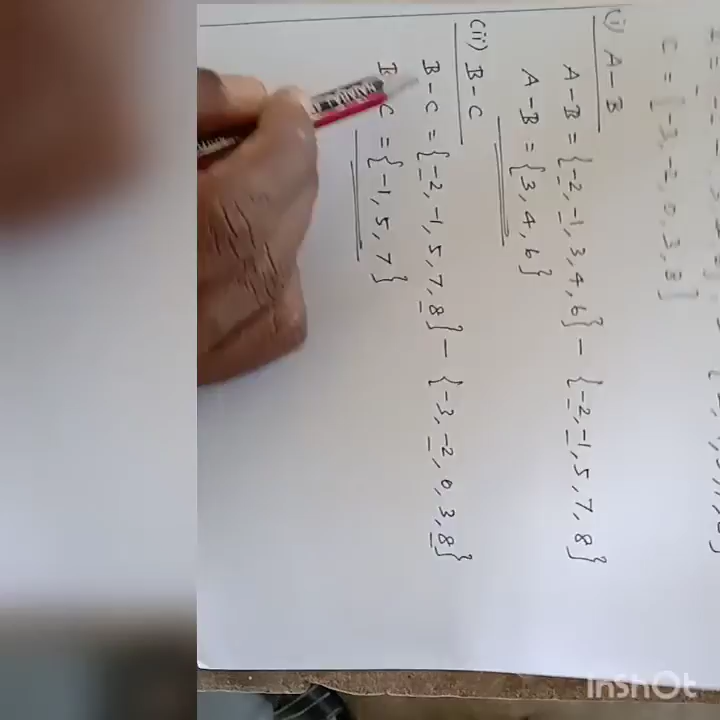 C = {-3, -2, 0, 3, 8}
(i) A - B
A - B = {-2, -1, 3, 4, 6} - {-2, -1, 5, 7, 8}
A - B = {3, 4, 6}
(ii) B - C
B - C = {-2, -1, 5, 7, 8} - {-3, -2, 0, 3, 8}
B - C = {-1, 5, 7}
InShOt